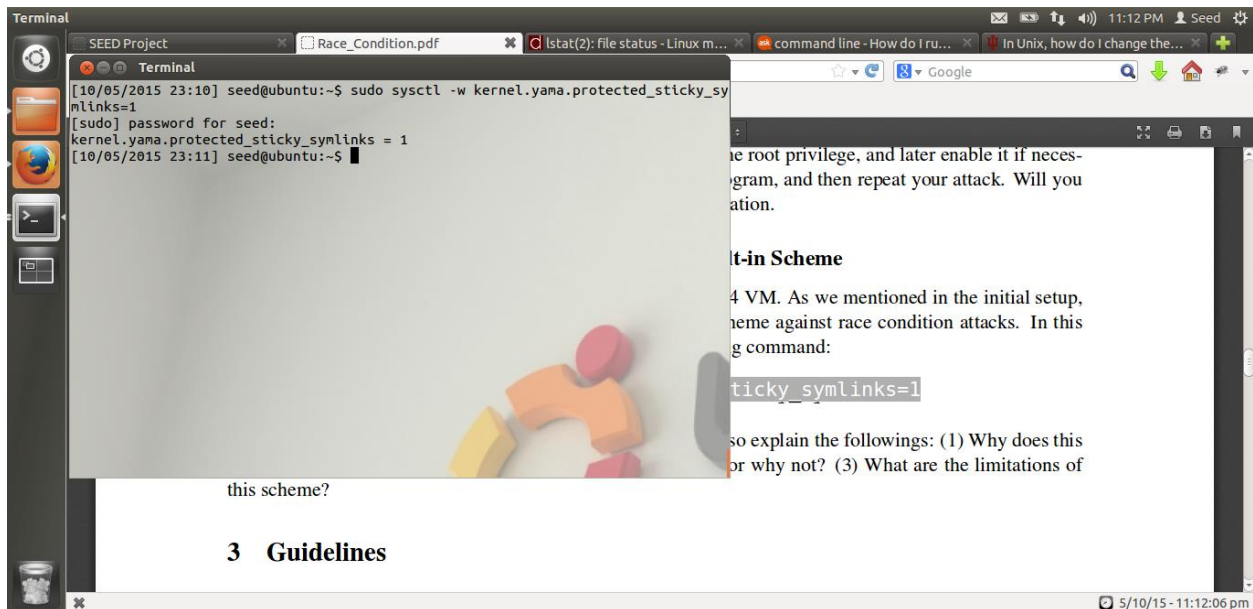 Terminal
11:12 PM Seed
SEED Project
Race_Condition.pdf
lstat(2): file status - Linux m...
command line - How do I ru...
In Unix, how do I change the...
Terminal
Google
[10/05/2015 23:10] seed@ubuntu:~$ sudo sysctl -w kernel.yama.protected_sticky_sy
mlinks=1
[sudo] password for seed:
kernel.yama.protected_sticky_symlinks = 1
[10/05/2015 23:11] seed@ubuntu:~$
he root privilege, and later enable it if neces-
ogram, and then repeat your attack. Will you
ation.
lt-in Scheme
4 VM. As we mentioned in the initial setup,
heme against race condition attacks. In this
g command:
ticky_symlinks=1
so explain the followings: (1) Why does this
or why not? (3) What are the limitations of
this scheme?
3 Guidelines
5/10/15 - 11:12:06 pm